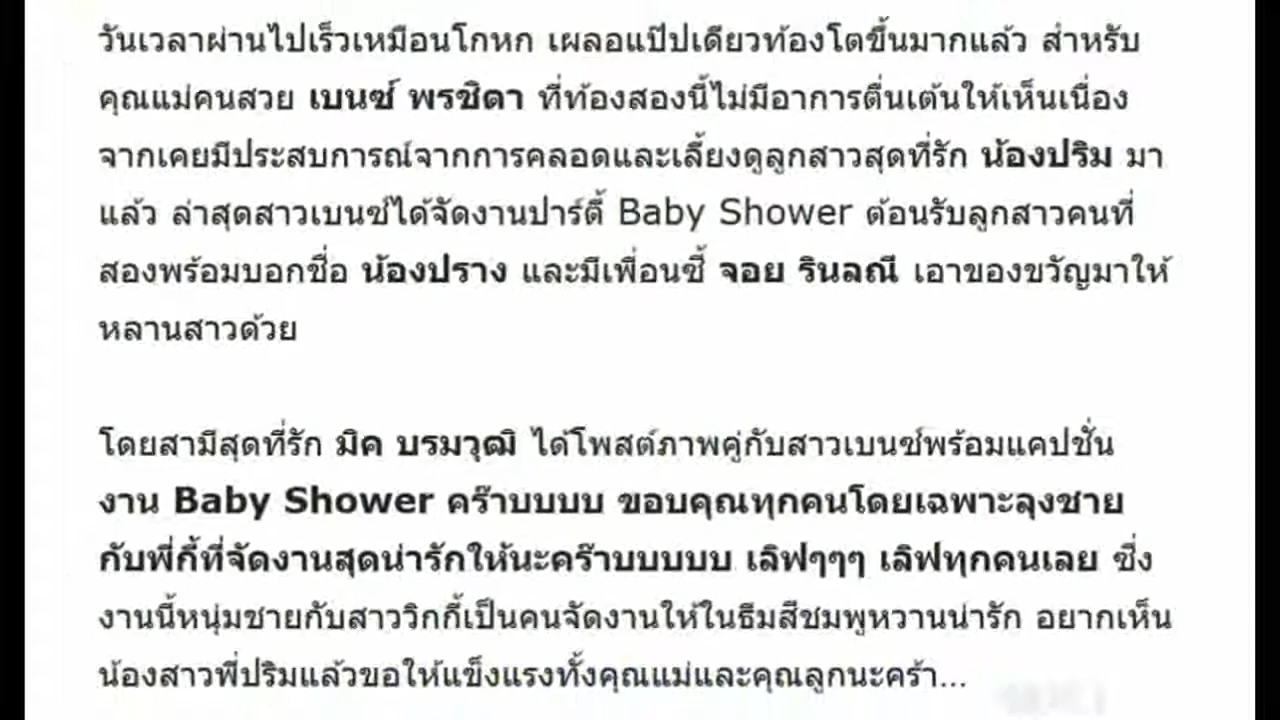 วันเวลาผ่านไปเร็วเหมือนโกหก เผลอแป๊ปเดียวท้องโตขึ้นมากแล้ว สำหรับ
คุณแม่คนสวย เบนซ์ พรชิตา ที่ท้องสองนี้ไม่มีอาการตื่นเต้นให้เห็นเนื่อง
จากเคยมีประสบการณ์จากการคลอดและเลี้ยงดูลูกสาวสุดที่รัก น้องปริม มา
แล้ว ล่าสุดสาวเบนซ์ได้จัดงานปาร์ตี้ Baby Shower ต้อนรับลูกสาวคนที่
สองพร้อมบอกชื่อ น้องปราง และมีเพื่อนซี้ จอย รินลณี เอาของขวัญมาให้
หลานสาวด้วย
โดยสามีสุดที่รัก มิค บรมวุฒิ ได้โพสต์ภาพคู่กับสาวเบนซ์พร้อมแคปชั่น
งาน Baby Shower คร๊าบบบบ ขอบคุณทุกคนโดยเฉพาะลุงชาย
กับพี่กี้ที่จัดงานสุดน่ารักให้นะคร๊าบบบบบ เลิฟๆๆๆ เลิฟทุกคนเลย ซึ่ง
งานนี้หนุ่มชายกับสาววิกกี้เป็นคนจัดงานให้ในธีมสีชมพูหวานน่ารัก อยากเห็น
น้องสาวพี่ปริมแล้วขอให้แข็งแรงทั้งคุณแม่และคุณลูกนะคร้า...